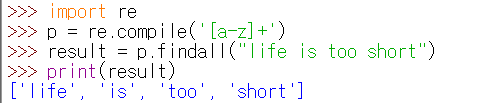 >>> import re
>>> p = re.compile('[a-z]+')
>>> result = p.findall("life is too short")
>>> print(result)
['life', 'is', 'too', 'short']